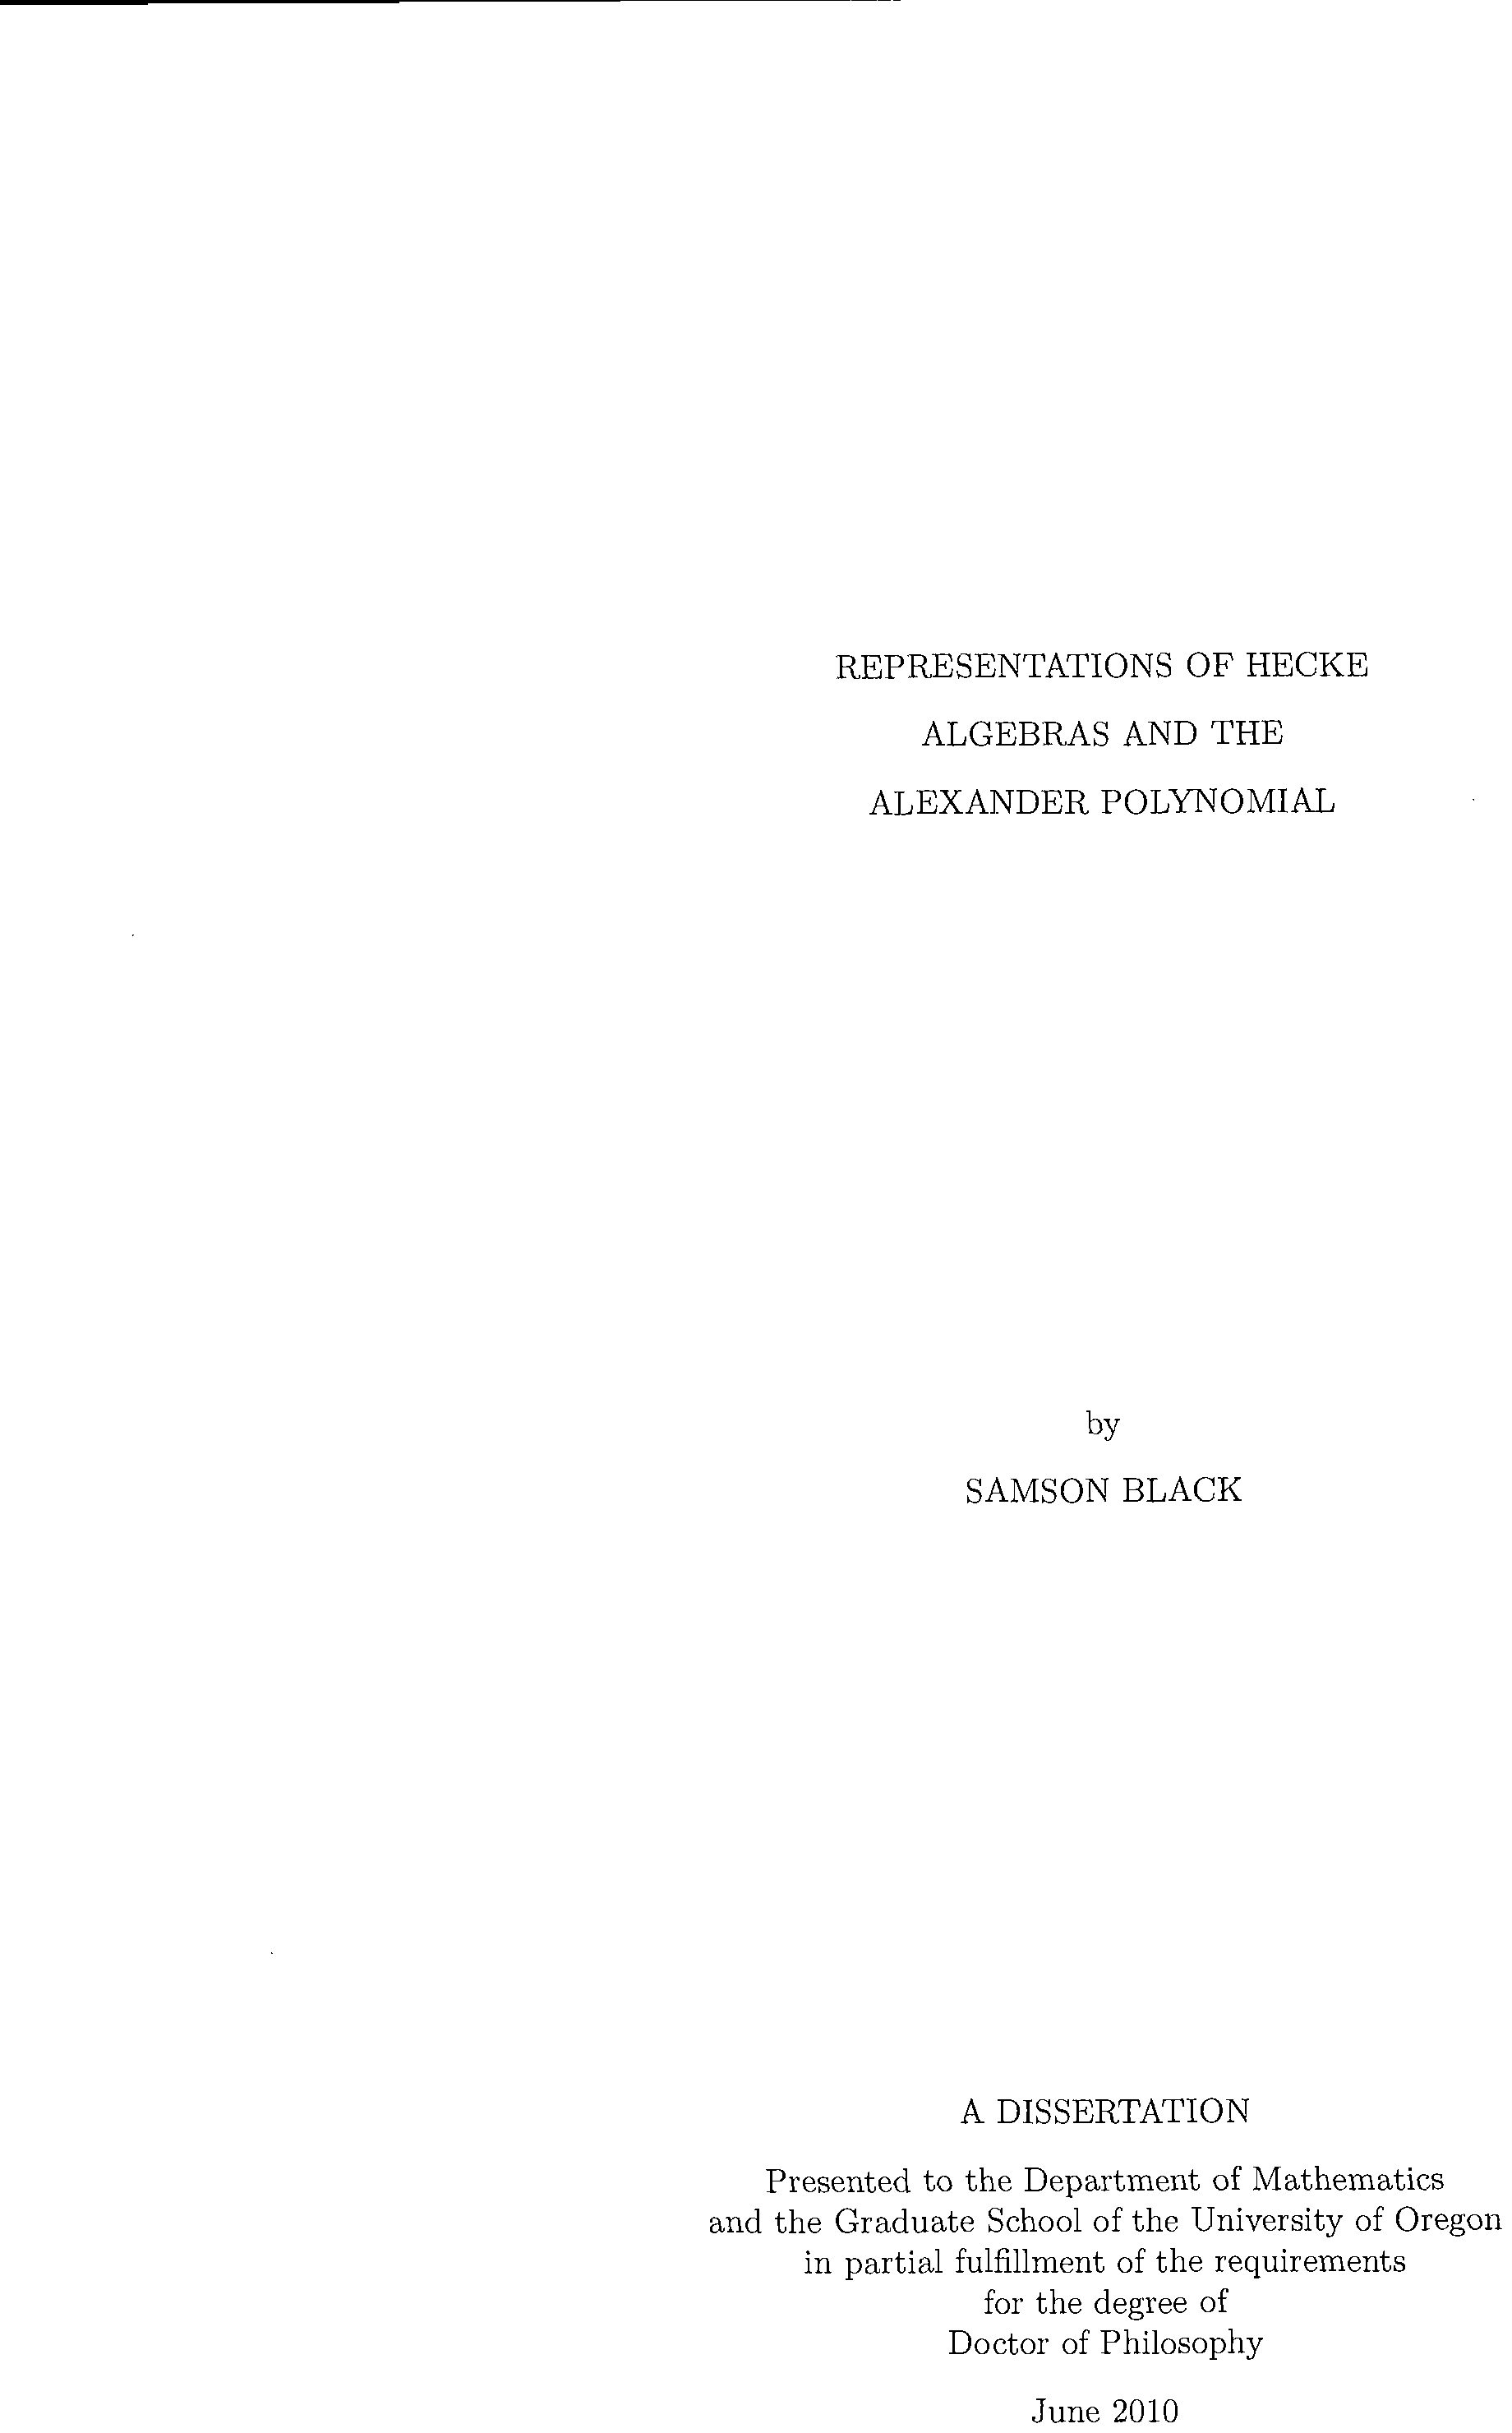 REPRESENTATIONS OF HECKE
ALGEBRAS AND THE
ALEXANDER POLYNOMIAL
by
SAMSON BLACK
A DISSERTATION
Presented to the Department of Mathematics
and the Graduate School of the University of Oregon
in partial fulfillment of the requirements
for the degree of
Doctor of Philosophy
June 2010